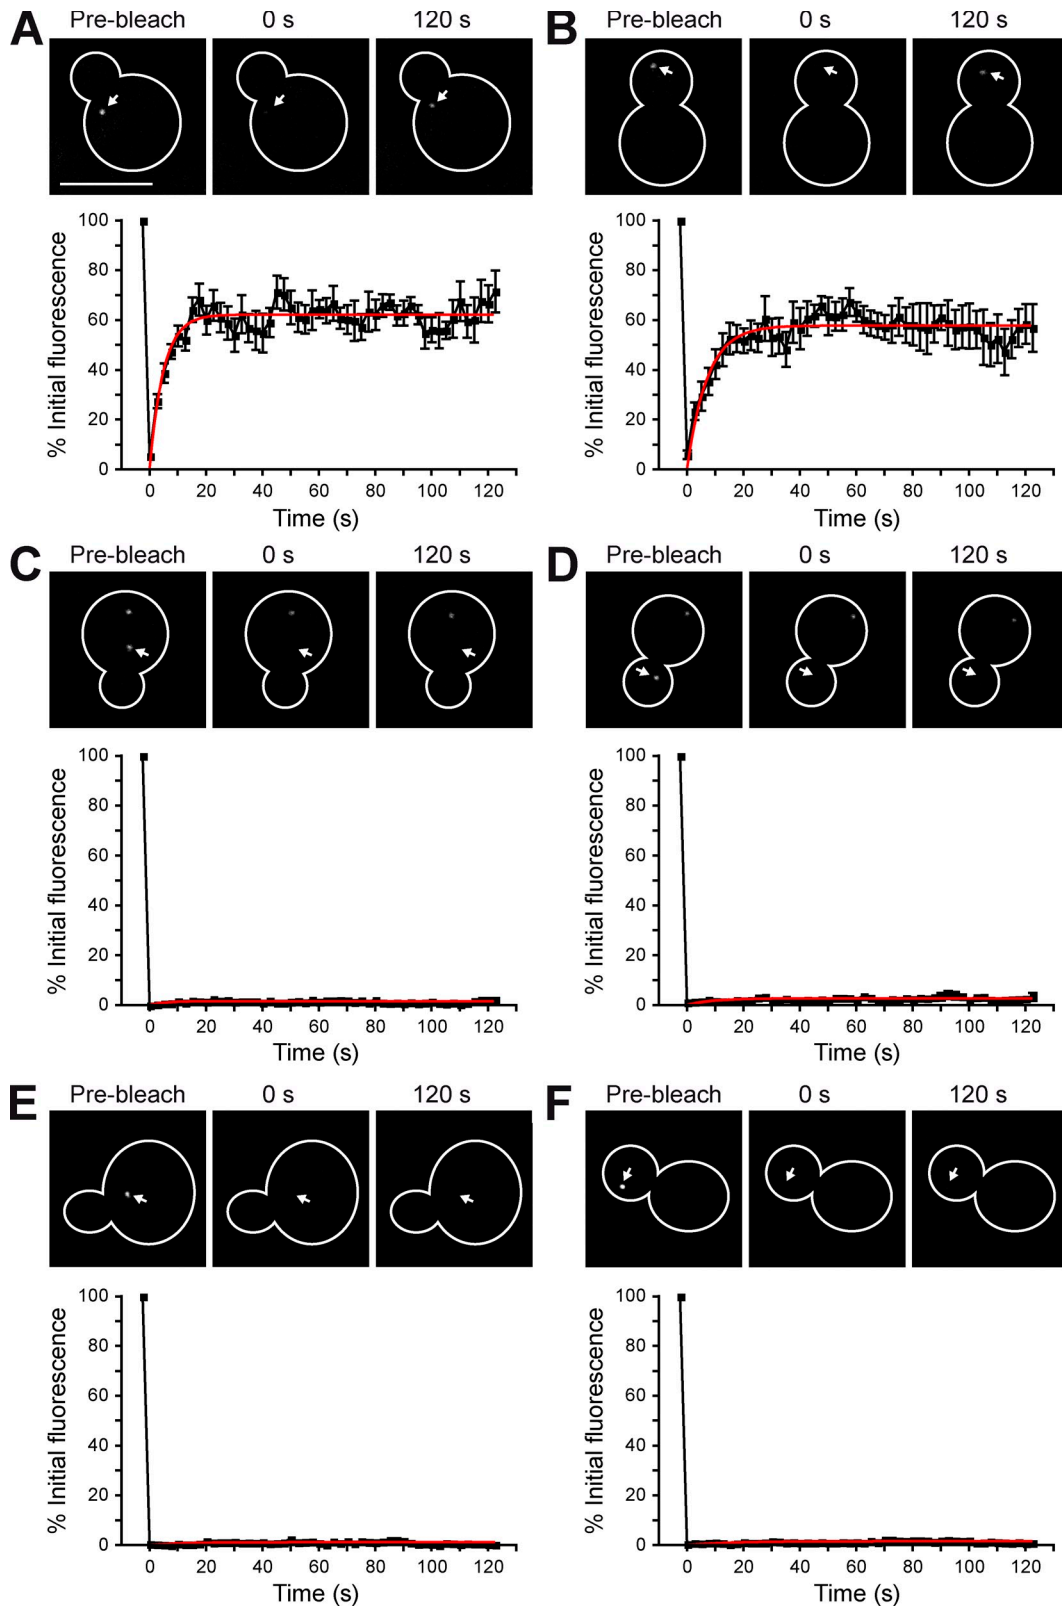 A Pre-bleach 0 s 120 s
B Pre-bleach 0 s 120 s
% Initial fluorescence
100
80
60
40
20
0
0 20 40 60 80 100 120
Time (s)
% Initial fluorescence
100
80
60
40
20
0
0 20 40 60 80 100 120
Time (s)
C Pre-bleach 0 s 120 s
D Pre-bleach 0 s 120 s
% Initial fluorescence
100
80
60
40
20
0
0 20 40 60 80 100 120
Time (s)
% Initial fluorescence
100
80
60
40
20
0
0 20 40 60 80 100 120
Time (s)
E Pre-bleach 0 s 120 s
F Pre-bleach 0 s 120 s
% Initial fluorescence
100
80
60
40
20
0
0 20 40 60 80 100 120
Time (s)
% Initial fluorescence
100
80
60
40
20
0
0 20 40 60 80 100 120
Time (s)